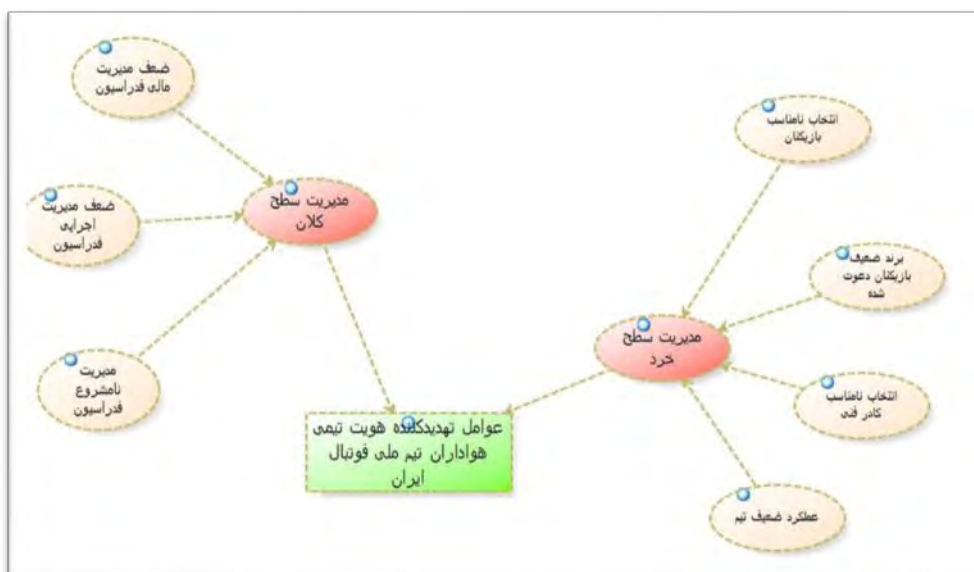 ضعف مدیریت
مالی فدراسیون
ضعف مدیریت
اجرایی
فدراسیون
مدیریت
نامشروع
فدراسیون
مدیریت سطح
کلان
انتخاب نامناسب
بازیکنان
برند ضعیف
بازیکنان دعوت
شده
انتخاب نامناسب
کادر فنی
عملکرد ضعیف تیم
مدیریت سطح
خرد
عوامل تهدیدکننده هویت تیمی
هواداران تیم ملی فوتبال
ایران